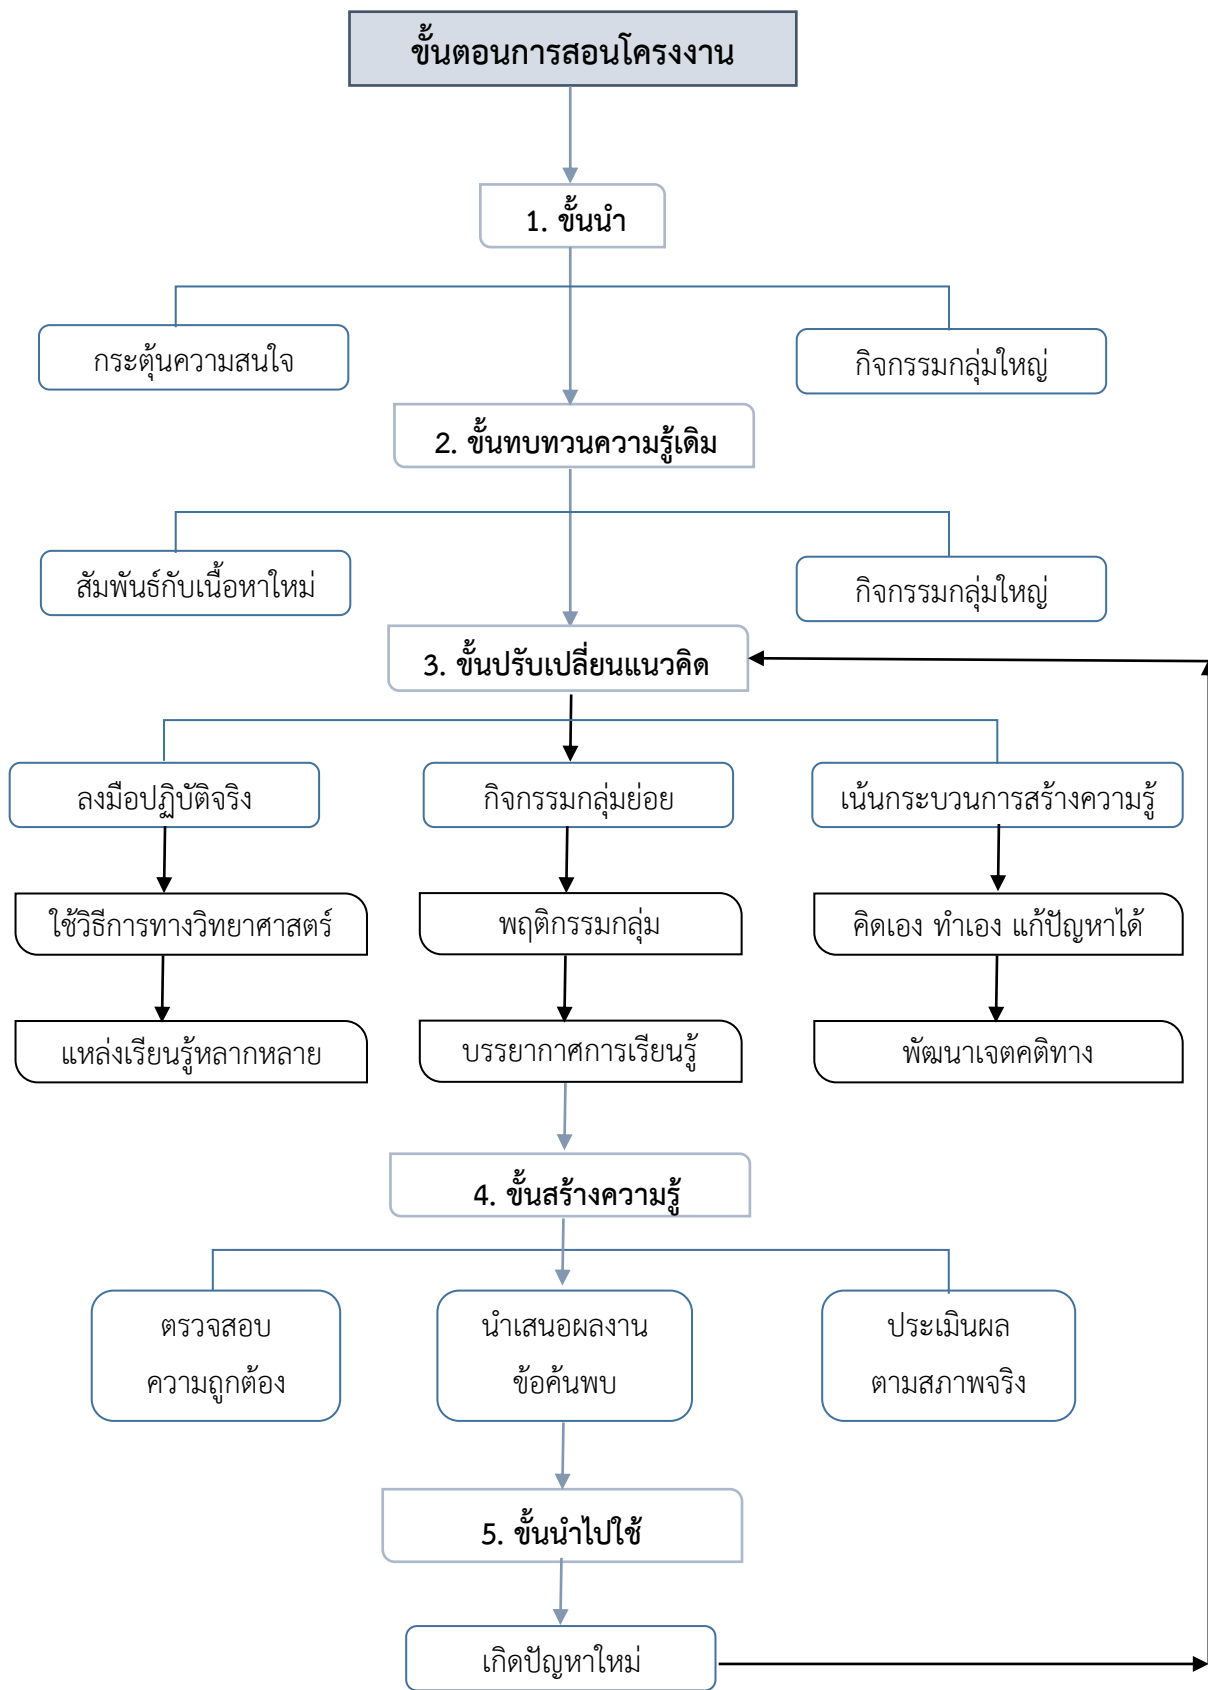 ขั้นตอนการสอนโครงงาน
1. ขั้นนำ
กระตุ้นความสนใจ
กิจกรรมกลุ่มใหญ่
2. ขั้นทบทวนความรู้เดิม
สัมพันธ์กับเนื้อหาใหม่
กิจกรรมกลุ่มใหญ่
3. ขั้นปรับเปลี่ยนแนวคิด
ลงมือปฏิบัติจริง
กิจกรรมกลุ่มย่อย
เน้นกระบวนการสร้างความรู้
ใช้วิธีการทางวิทยาศาสตร์
พฤติกรรมกลุ่ม
คิดเอง ทำเอง แก้ปัญหาได้
แหล่งเรียนรู้หลากหลาย
บรรยากาศการเรียนรู้
พัฒนาเจตคติทาง
4. ขั้นสร้างความรู้
ตรวจสอบ
ความถูกต้อง
นำเสนอผลงาน
ข้อค้นพบ
ประเมินผล
ตามสภาพจริง
5. ขั้นนำไปใช้
เกิดปัญหาใหม่